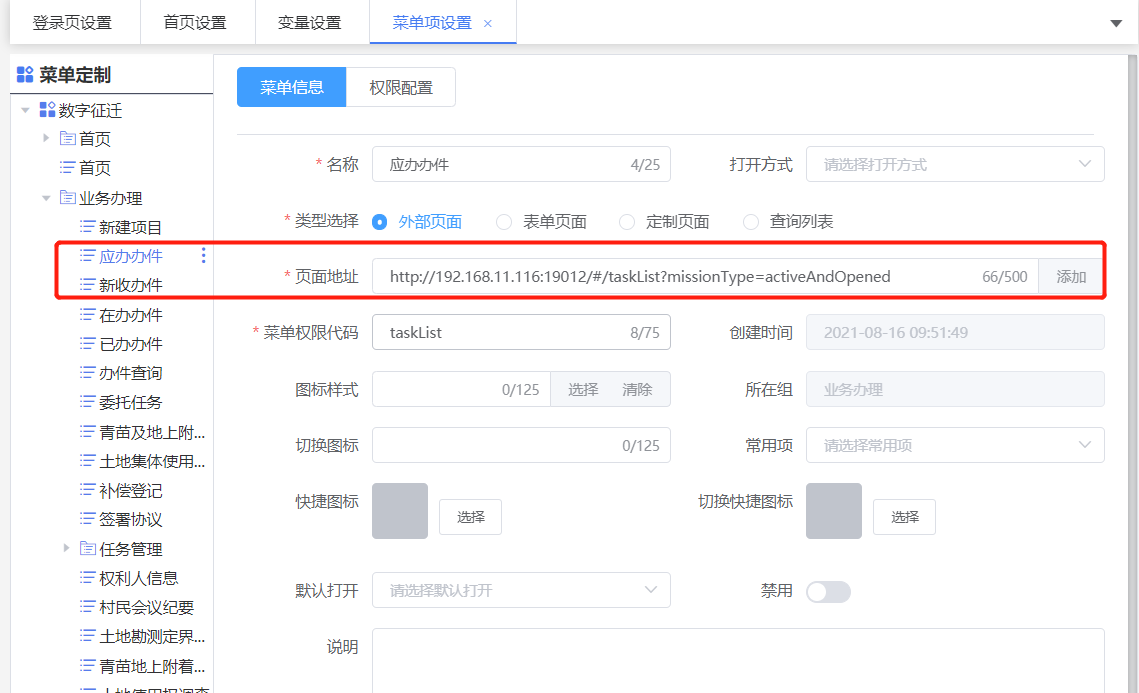 登录页设置 首页设置 变量设置 菜单项设置 ×
菜单定制
数字征迁
首页
首页
业务办理
新建项目
应办办件
新收办件
在办办件
已办办件
办件查询
委托任务
青苗及地上附...
土地集体使用...
补偿登记
签署协议
任务管理
权利人信息
村民会议纪要
土地勘测定界...
青苗地上附着...
菜单信息 权限配置
* 名称 应办办件 4/25 打开方式 请选择打开方式
* 类型选择 外部页面 表单页面 定制页面 查询列表
* 页面地址 http://192.168.11.116:19012/#/taskList?missionType=activeAndOpened 66/500 添加
* 菜单权限代码 taskList 8/75 创建时间 2021-08-16 09:51:49
图标样式 0/125 选择 清除 所在组 业务办理
切换图标 0/125 常用项 请选择常用项
快捷图标 选择 切换快捷图标 选择
默认打开 请选择默认打开 禁用
说明